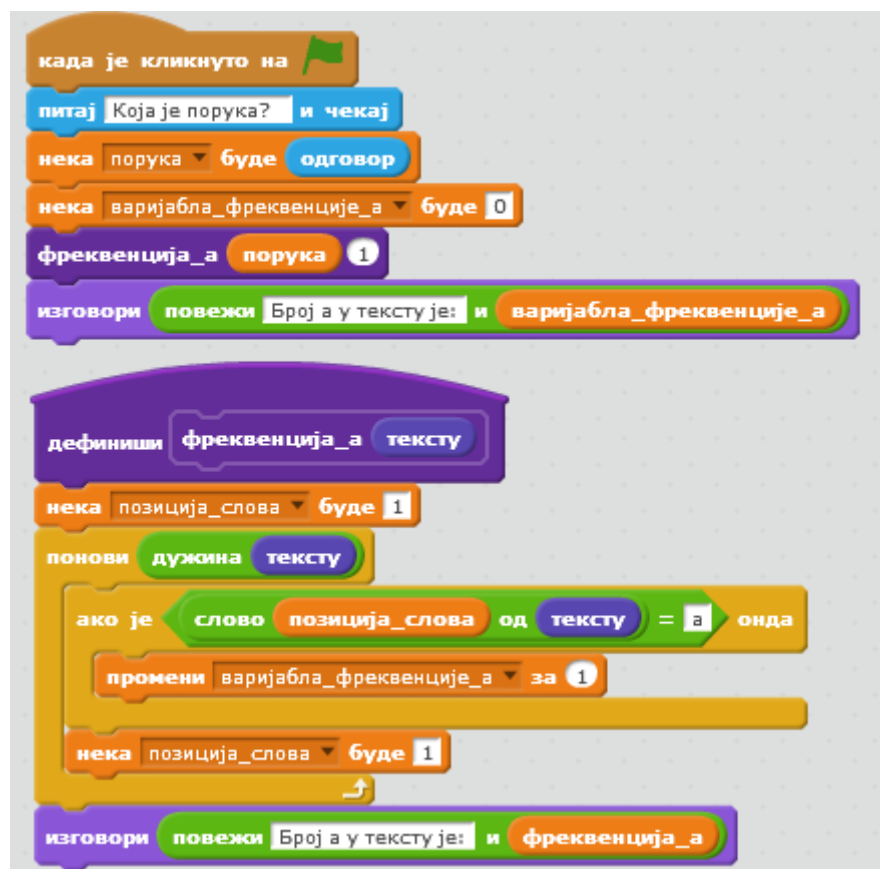 када је кликнуто на
питај Која је порука? и чекај
нека порука буде одговор
нека варијабла_фреквенције_а буде 0
фреквенција_а порука 1
изговори повежи Број а у тексту је: и варијабла_фреквенције_а
дефиниши фреквенција_а тексту
нека позиција_слова буде 1
понови дужина тексту
ако је слово позиција_слова од тексту = а онда
промени варијабла_фреквенције_а за 1
нека позиција_слова буде 1
изговори повежи Број а у тексту је: и фреквенција_а